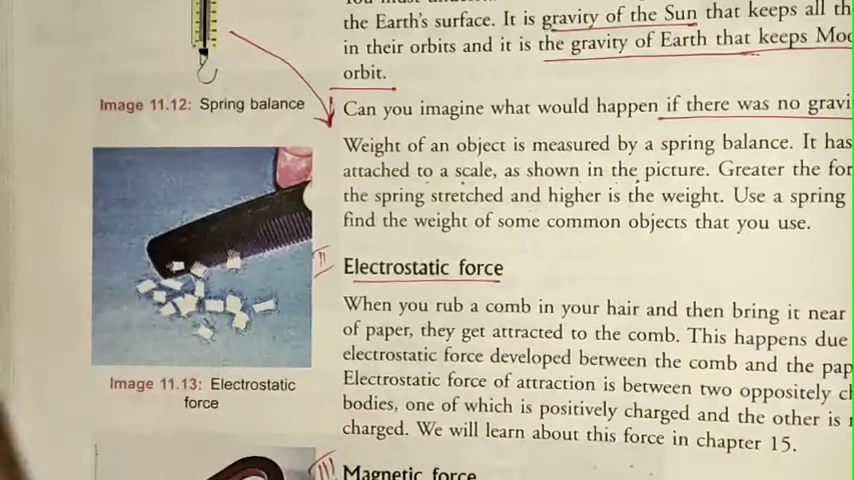 the Earth's surface. It is gravity of the Sun that keeps all
in their orbits and it is the gravity of Earth that keeps
orbit.
Image 11.12: Spring balance
Can you imagine what would happen if there was no
Weight of an object is measured by a spring balance. It has
attached to a scale, as shown in the picture. Greater the
the spring stretched and higher is the weight. Use a spring
find the weight of some common objects that you use.
Electrostatic force
When you rub a comb in your hair and then bring it near
of paper, they get attracted to the comb. This happens due
electrostatic force developed between the comb and the
Electrostatic force of attraction is between two oppositely
bodies, one of which is positively charged and the other is
charged. We will learn about this force in chapter 15.
Image 11.13: Electrostatic
force
Magnetic force